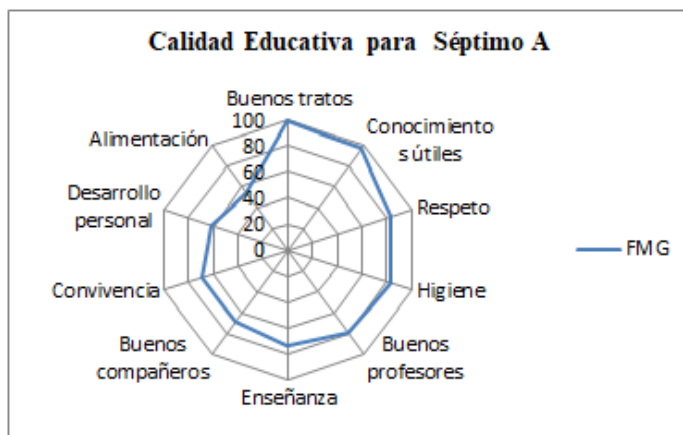 Calidad Educativa para Séptimo A
Buenos tratos
Conocimiento
s útiles
Respeto
Higiene
Buenos
profesores
Enseñanza
Buenos
compañeros
Convivencia
Desarrollo
personal
Alimentación
100
80
60
40
20
0
FMG